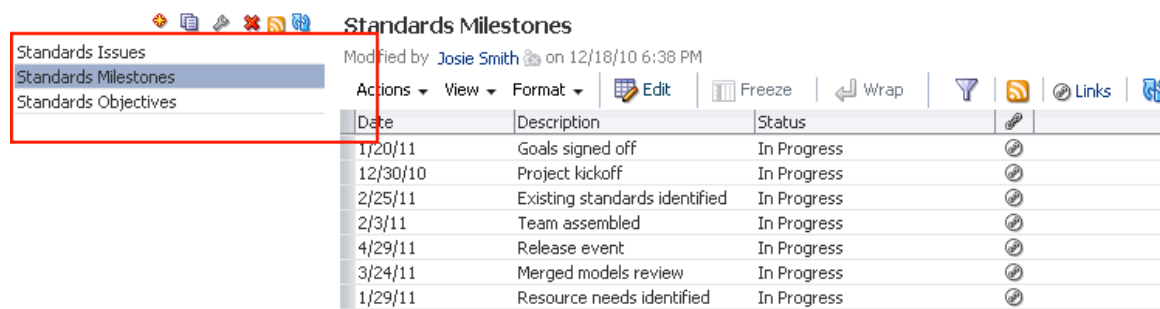 Standards Issues
Standards Milestones
Standards Objectives
Standards Milestones
Modified by Josie Smith on 12/18/10 6:38 PM
Actions View Format Edit Freeze Wrap Links
Date Description Status
1/20/11 Goals signed off In Progress
12/30/10 Project kickoff In Progress
2/25/11 Existing standards identified In Progress
2/3/11 Team assembled In Progress
4/29/11 Release event In Progress
3/24/11 Merged models review In Progress
1/29/11 Resource needs identified In Progress